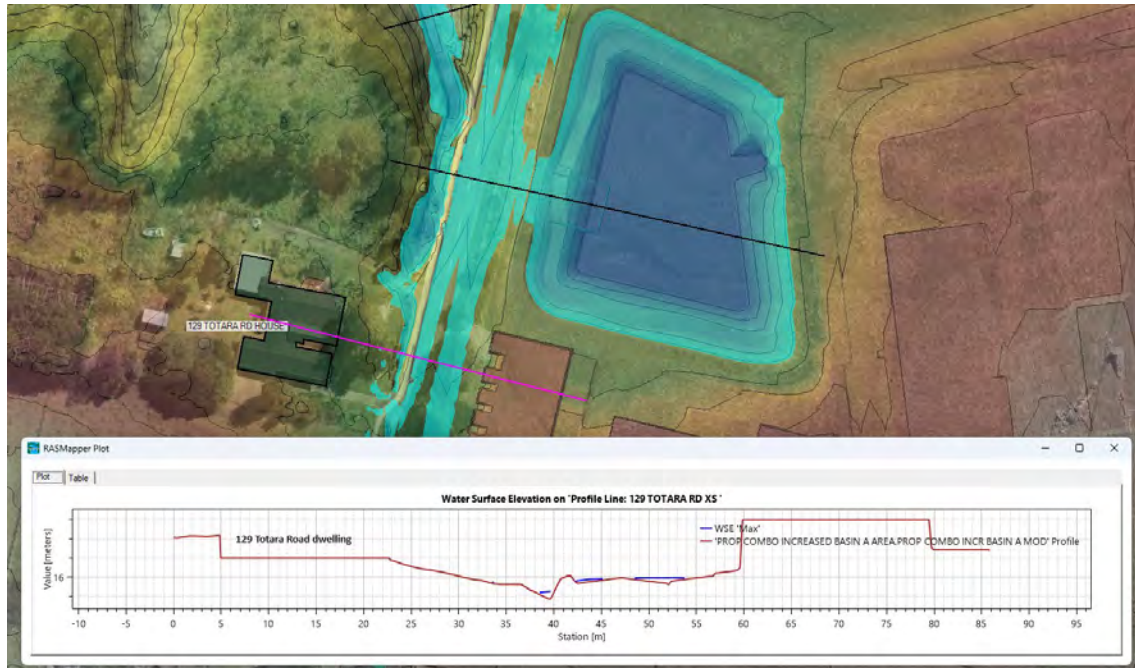 129 TOTARA RD HOUSE
RASMapper Plot
Plot Table
Water Surface Elevation on 'Profile Line: 129 TOTARA RD XS '
129 Totara Road dwelling
WSE 'Max'
'PROP COMBO INCREASED BASIN A AREA.PROP COMBO INCR BASIN A MOD' Profile
Value [meters]
16
-10 -5 0 5 10 15 20 25 30 35 40 45 50 55 60 65 70 75 80 85 90 95
Station [m]